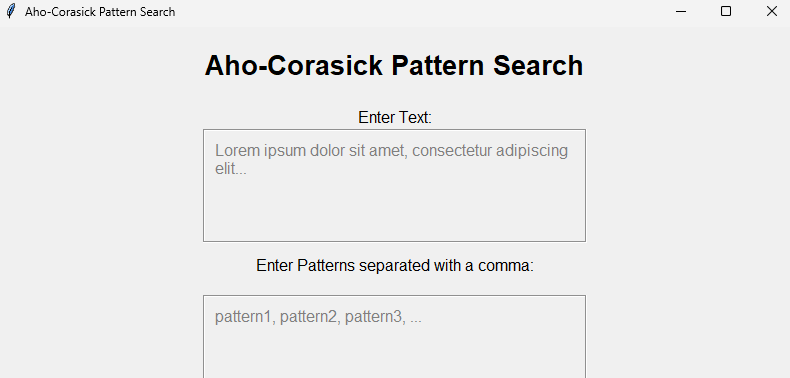 Aho-Corasick Pattern Search
Aho-Corasick Pattern Search
Enter Text:
Lorem ipsum dolor sit amet, consectetur adipiscing
elit...
Enter Patterns separated with a comma:
pattern1, pattern2, pattern3, ...